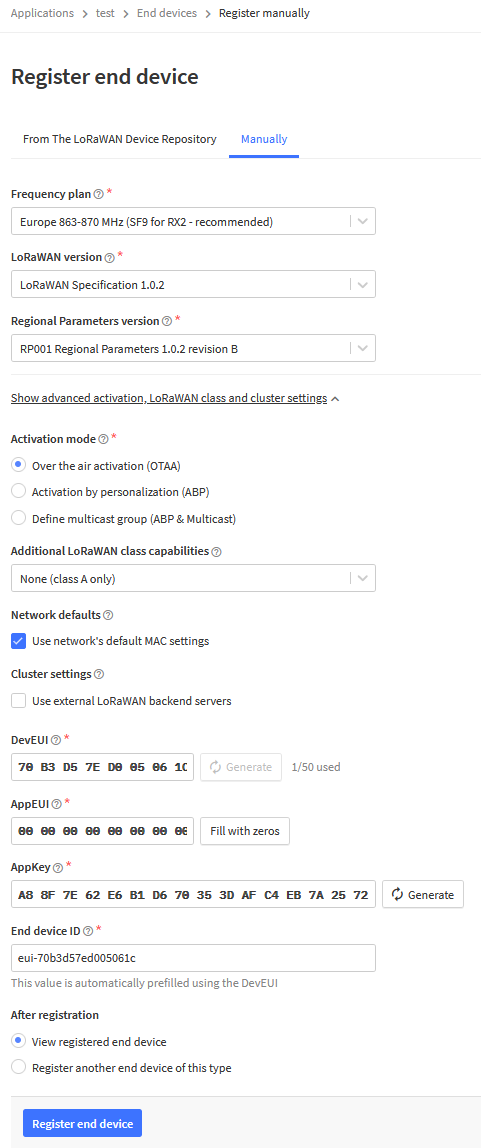 Applications > test > End devices > Register manually
Register end device
From The LoRaWAN Device Repository Manually
Frequency plan *
Europe 863-870 MHz (SF9 for RX2 - recommended)
LoRaWAN version *
LoRaWAN Specification 1.0.2
Regional Parameters version *
RP001 Regional Parameters 1.0.2 revision B
Show advanced activation, LoRaWAN class and cluster settings
Activation mode *
Over the air activation (OTAA)
Activation by personalization (ABP)
Define multicast group (ABP & Multicast)
Additional LoRaWAN class capabilities
None (class A only)
Network defaults
Use network's default MAC settings
Cluster settings
Use external LoRaWAN backend servers
DevEUI *
70 B3 D5 7E D0 05 06 1C Generate 1/50 used
AppEUI *
00 00 00 00 00 00 00 00 Fill with zeros
AppKey *
A8 8F 7E 62 E6 B1 D6 70 35 3D AF C4 EB 7A 25 72 Generate
End device ID *
eui-70b3d57ed005061c
This value is automatically prefilled using the DevEUI
After registration
View registered end device
Register another end device of this type
Register end device